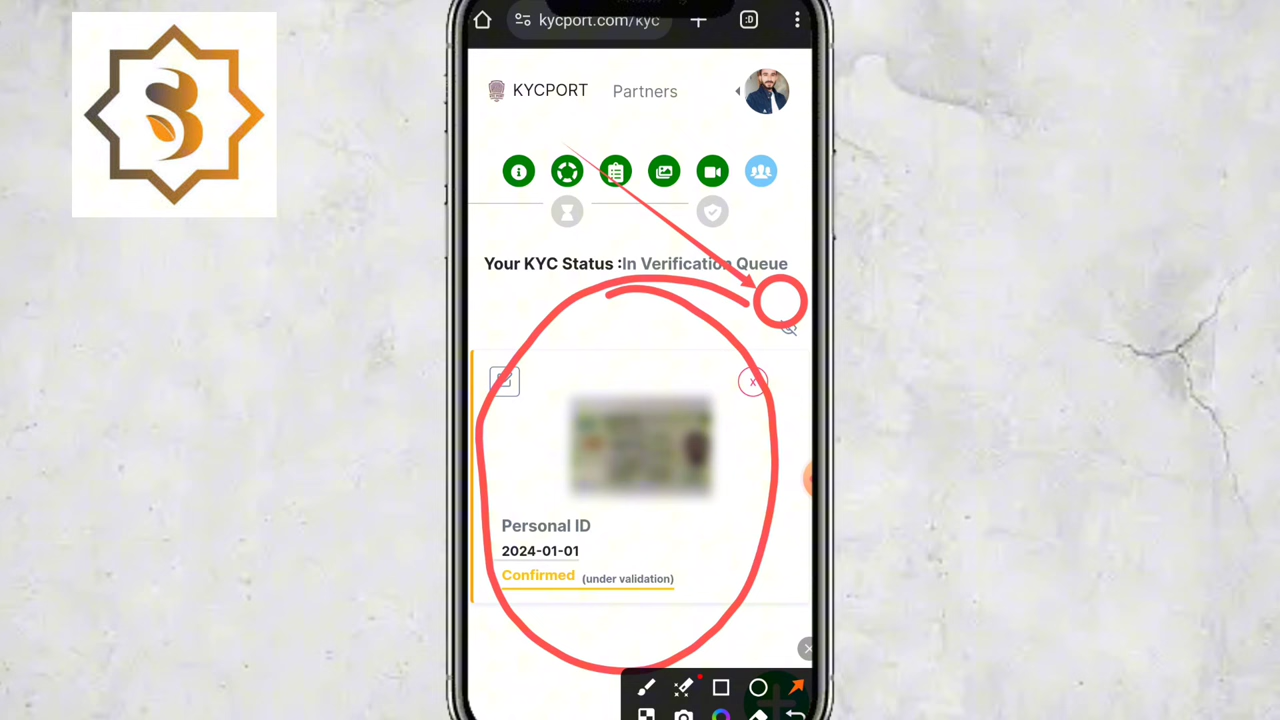 kycport.com/kyc
:D
KYCPORT Partners
Your KYC Status :In Verification Queue
X
Personal ID
2024-01-01
Confirmed (under validation)